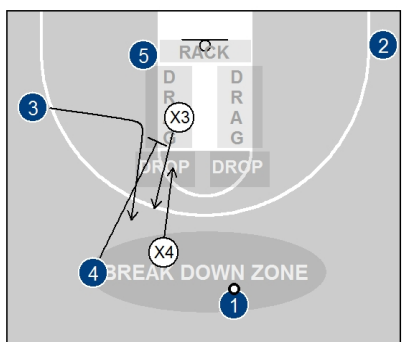 2
RACK
5
D D
R R
3
X3
A A
G G
DROP DROP
X4
4
BREAK DOWN ZONE
1